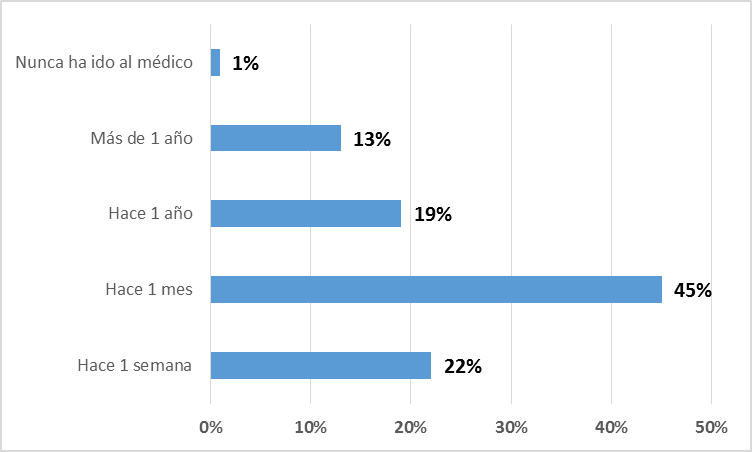 Nunca ha ido al médico 1%
Más de 1 año 13%
Hace 1 año 19%
Hace 1 mes 45%
Hace 1 semana 22%
0% 10% 20% 30% 40% 50%